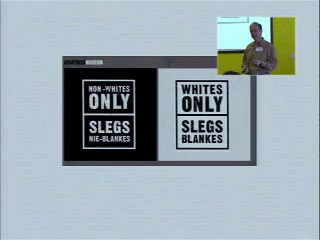 APARTHEID MUSEUM
NON-WHITES
ONLY
SLEGS
NIE-BLANKES
WHITES
ONLY
SLEGS
BLANKES